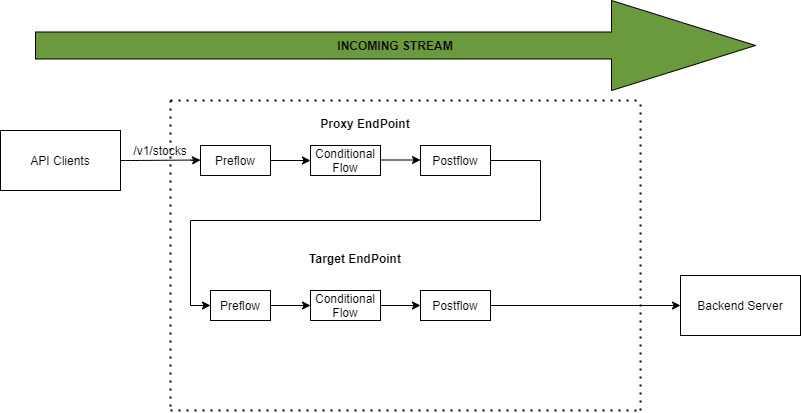 INCOMING STREAM
Proxy EndPoint
API Clients
/v1/stocks
Preflow
Conditional
Flow
Postflow
Target EndPoint
Preflow
Conditional
Flow
Postflow
Backend Server